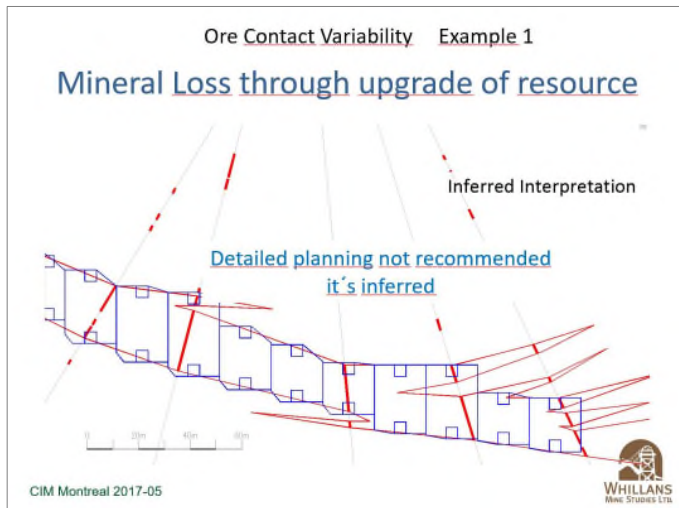 Ore Contact Variability Example 1
Mineral Loss through upgrade of resource
Inferred Interpretation
Detailed planning not recommended
it´s inferred
0 20m 40m 60m
CIM Montreal 2017-05
WHILLANS
MINE STUDIES LTD.